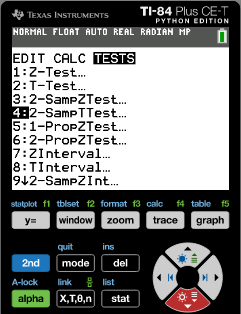 TEXAS INSTRUMENTS TI-84 Plus CE-T
PYTHON EDITION
NORMAL FLOAT AUTO REAL RADIAN MP
EDIT CALC TESTS
1:Z-Test…
2:T-Test…
3:2-SampZTest…
4:2-SampTTest…
5:1-PropZTest…
6:2-PropZTest…
7:ZInterval…
8:TInterval…
9↓2-SampZInt…
statplot f1 tblset f2 format f3 calc f4 table f5
y= window zoom trace graph
quit ins
2nd mode del
A-lock link list
alpha X,T,θ,n stat